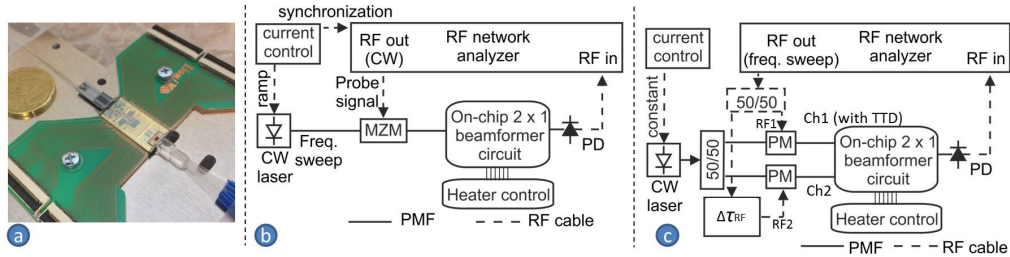 a
b
synchronization
current
control
RF out
(CW)
RF network
analyzer
RF in
ramp
Probe
signal
CW
laser
Freq.
sweep
MZM
On-chip 2 x 1
beamformer
circuit
PD
Heater control
PMF
RF cable
c
current
control
RF out
(freq. sweep)
RF network
analyzer
RF in
constant
50/50
RF1
PM
Ch1 (with TTD)
CW
laser
50/50
PM
Ch2
On-chip 2 x 1
beamformer
circuit
PD
ΔτRF
RF2
Heater control
PMF
RF cable